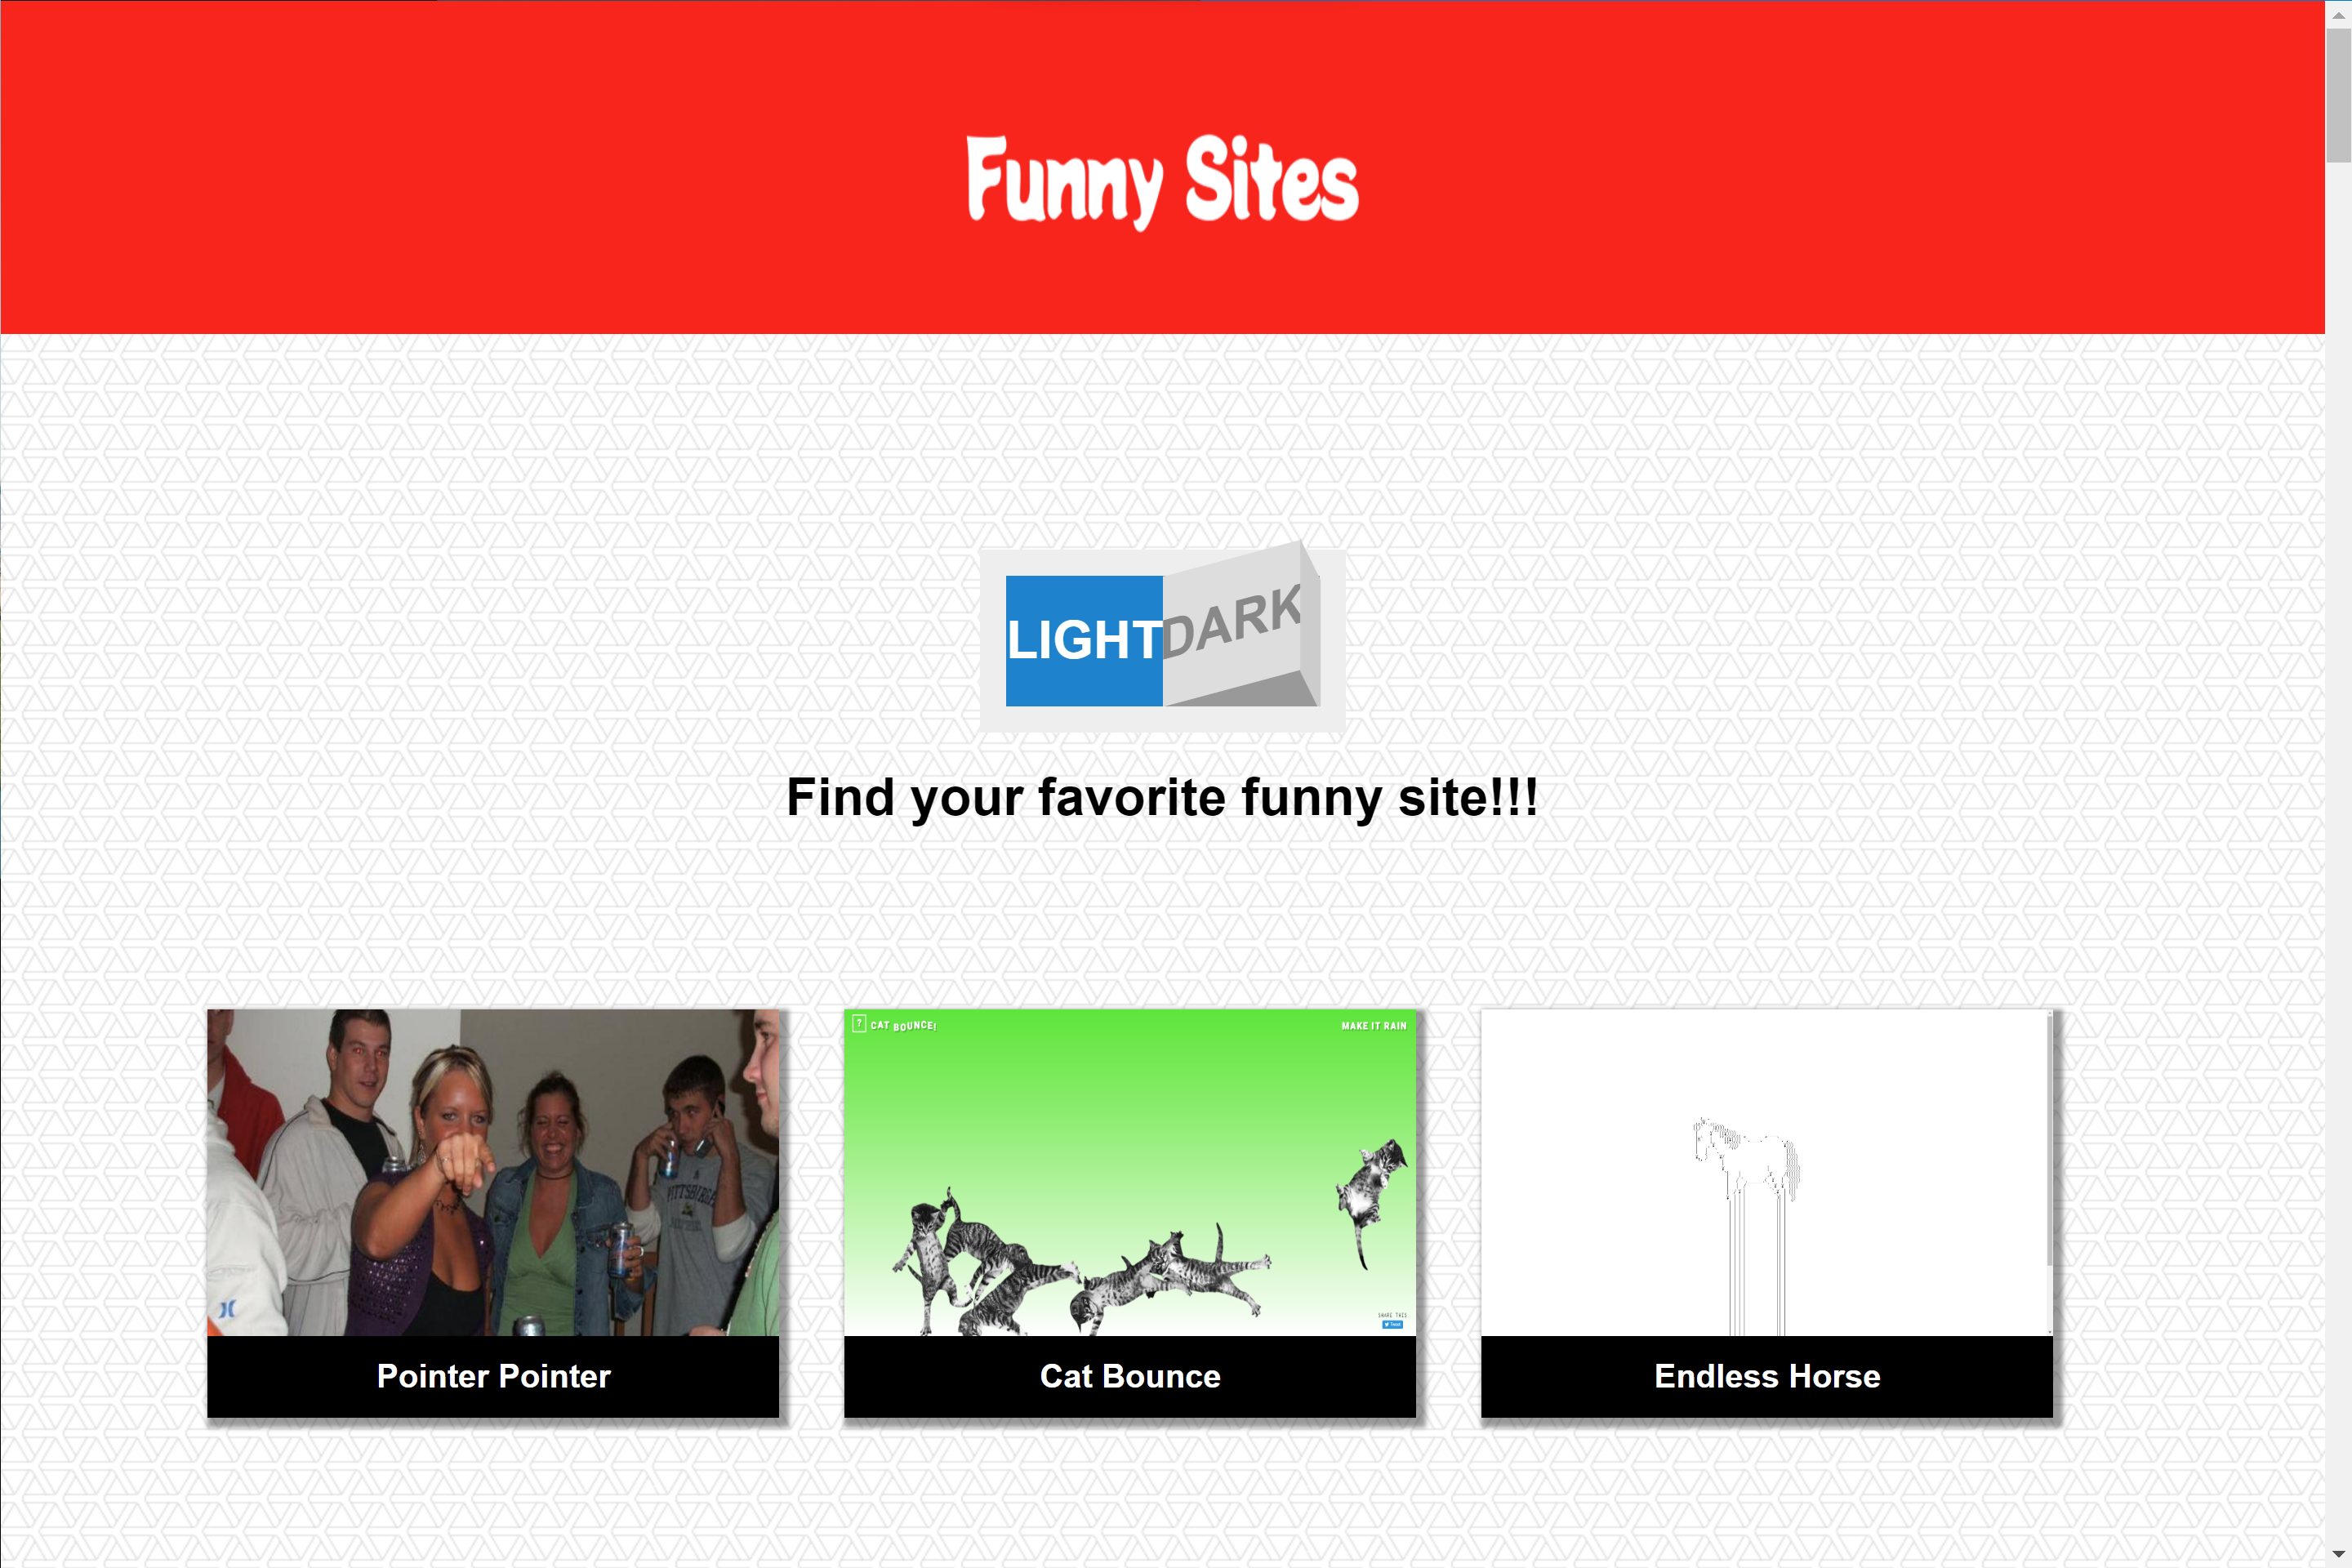 Funny Sites
LIGHT
DARK
Find your favorite funny site!!!
? CAT BOUNCE!
MAKE IT RAIN
PITTSBURGH
SHARE THIS
Tweet
Pointer Pointer
Cat Bounce
Endless Horse